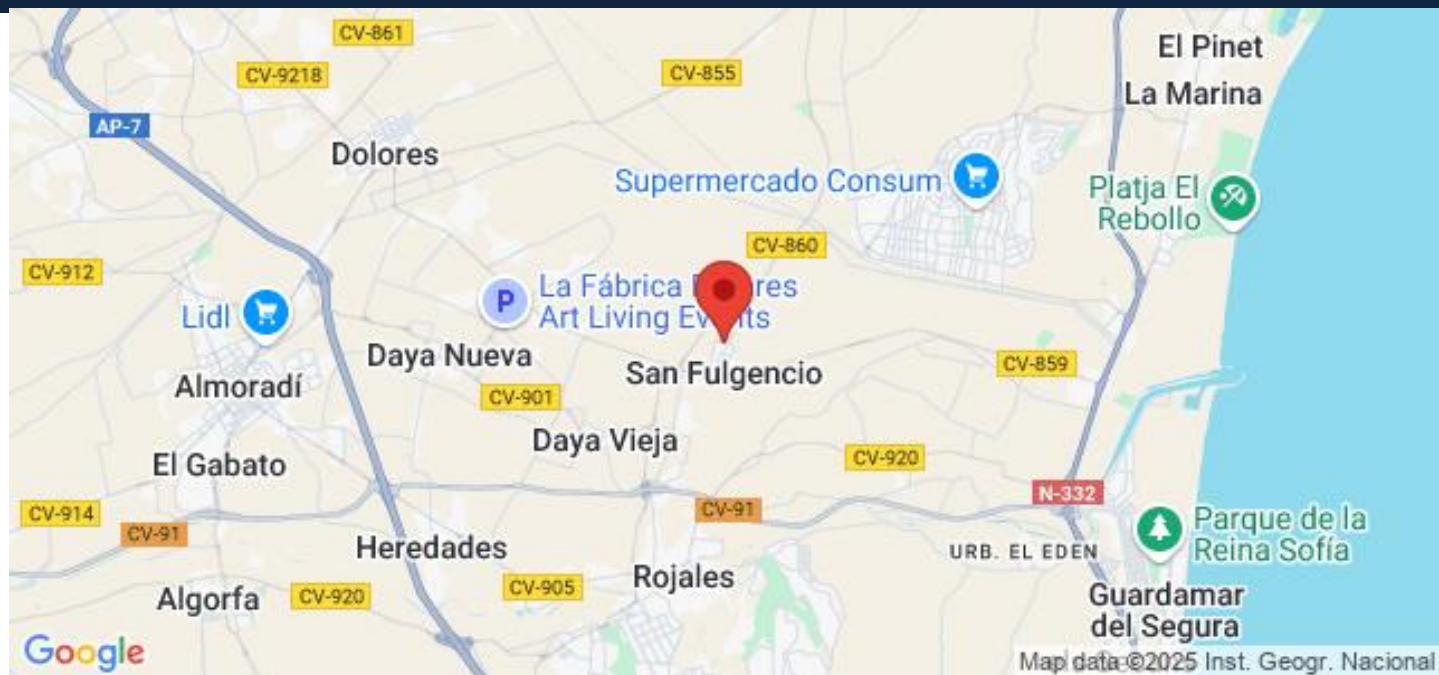 CV-861
El Pinet
CV-9218
CV-855
La Marina
AP-7
Dolores
Supermercado Consum
Platja El
Rebollo
CV-860
CV-912
La Fábrica
Art Living
P
Lidl
Daya Nueva
San Fulgencio
CV-859
Almoradí
CV-901
Daya Vieja
El Gabato
CV-920
N-332
CV-914
CV-91
CV-91
Parque de la
Reina Sofía
Heredades
URB. EL EDEN
Rojales
Algorfa
CV-920
CV-905
Guardamar
del Segura
Google
Map data ©2025 Inst. Geogr. Nacional